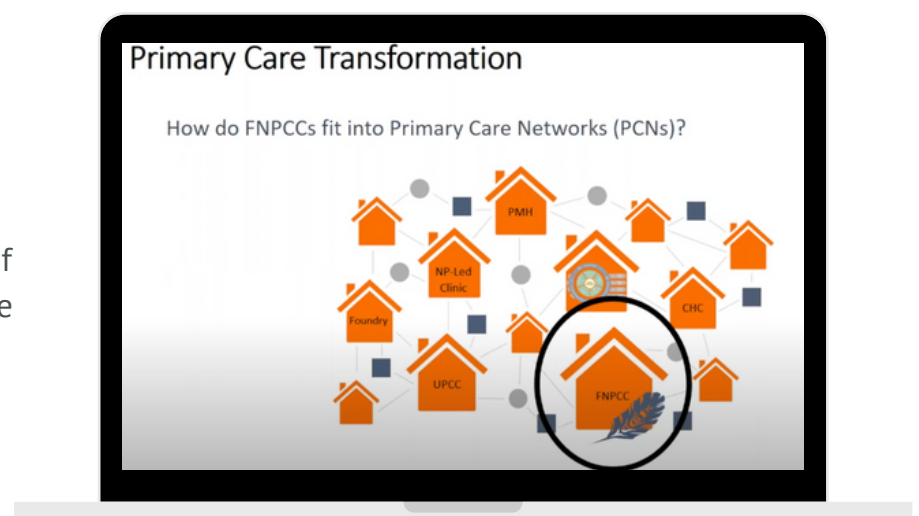 Primary Care Transformation
How do FNPCCs fit into Primary Care Networks (PCNs)?
PMH
NP-Led
Clinic
CHC
Foundry
UPCC
FNPCC
f
e